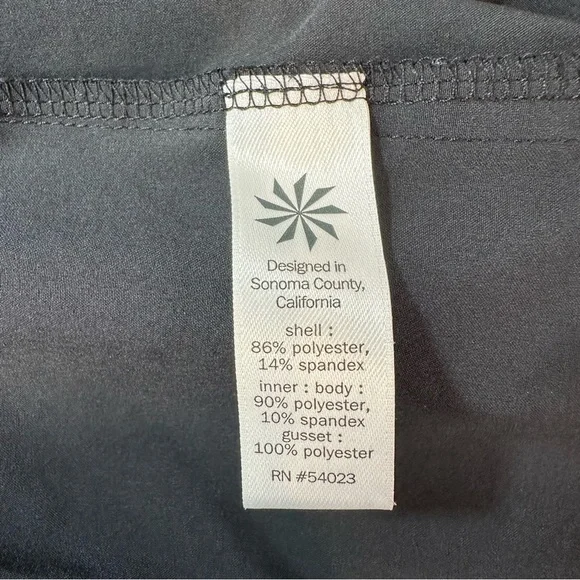 Designed in
Sonoma County,
California
shell :
86% polyester,
14% spandex
inner : body :
90% polyester,
10% spandex
gusset :
100% polyester
RN #54023